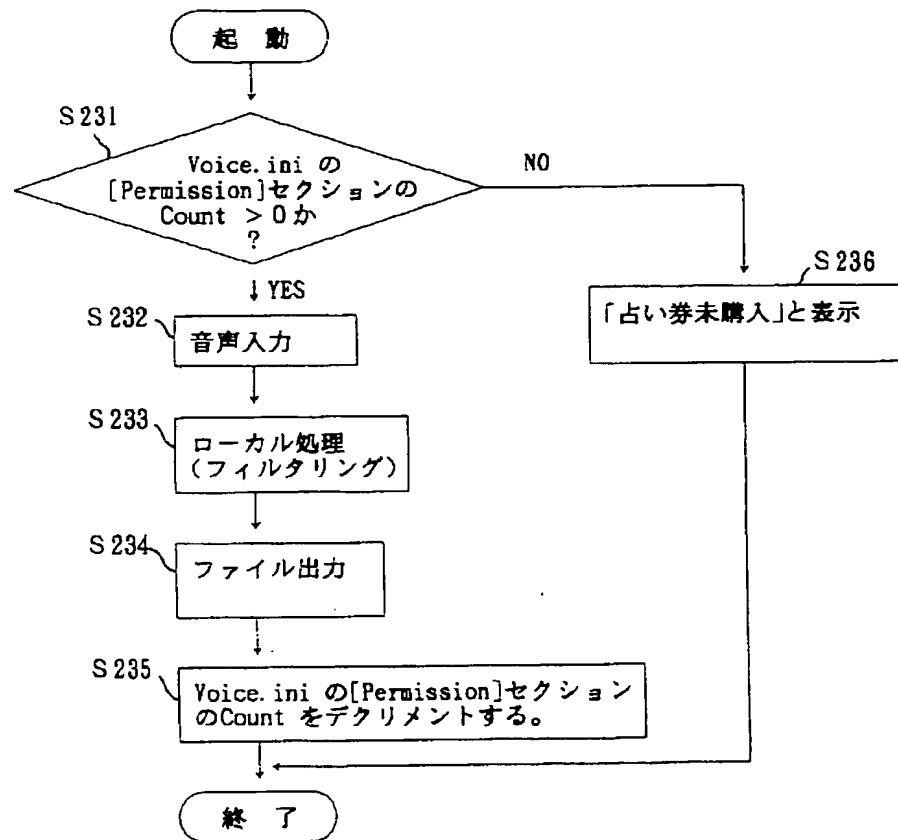 起 動
S231
Voice.ini の
[Permission]セクションの
Count >0か
?
NO
YES
S236
「占い券未購入」と表示
S232
音声入力
S233
ローカル処理
(フィルタリング)
S234
ファイル出力
S235
Voice.ini の[Permission]セクション
のCount をデクリメントする。
終 了